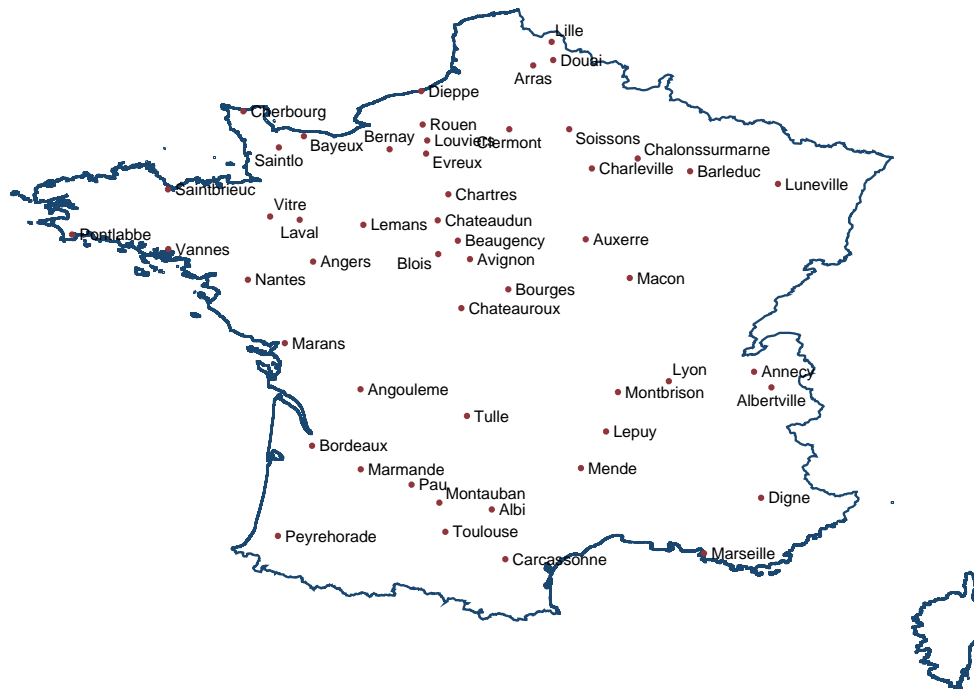 Lille
Douai
Arras
Dieppe
Cherbourg
Rouen
Bernay
Louviers
Clermont
Soissons
Bayeux
Saintlo
Evreux
Chalonssurmarne
Charleville
Barleduc
Luneville
Saintbrieuc
Chartres
Vitre
Laval
Lemans
Chateaudun
Pontlabbe
Vannes
Beaugency
Auxerre
Blois
Avignon
Angers
Nantes
Macon
Bourges
Chateauroux
Marans
Lyon
Annecy
Angouleme
Montbrison
Albertville
Tulle
Lepuy
Bordeaux
Marmande
Mende
Pau
Montauban
Albi
Digne
Peyrehorade
Toulouse
Carcassonne
Marseille